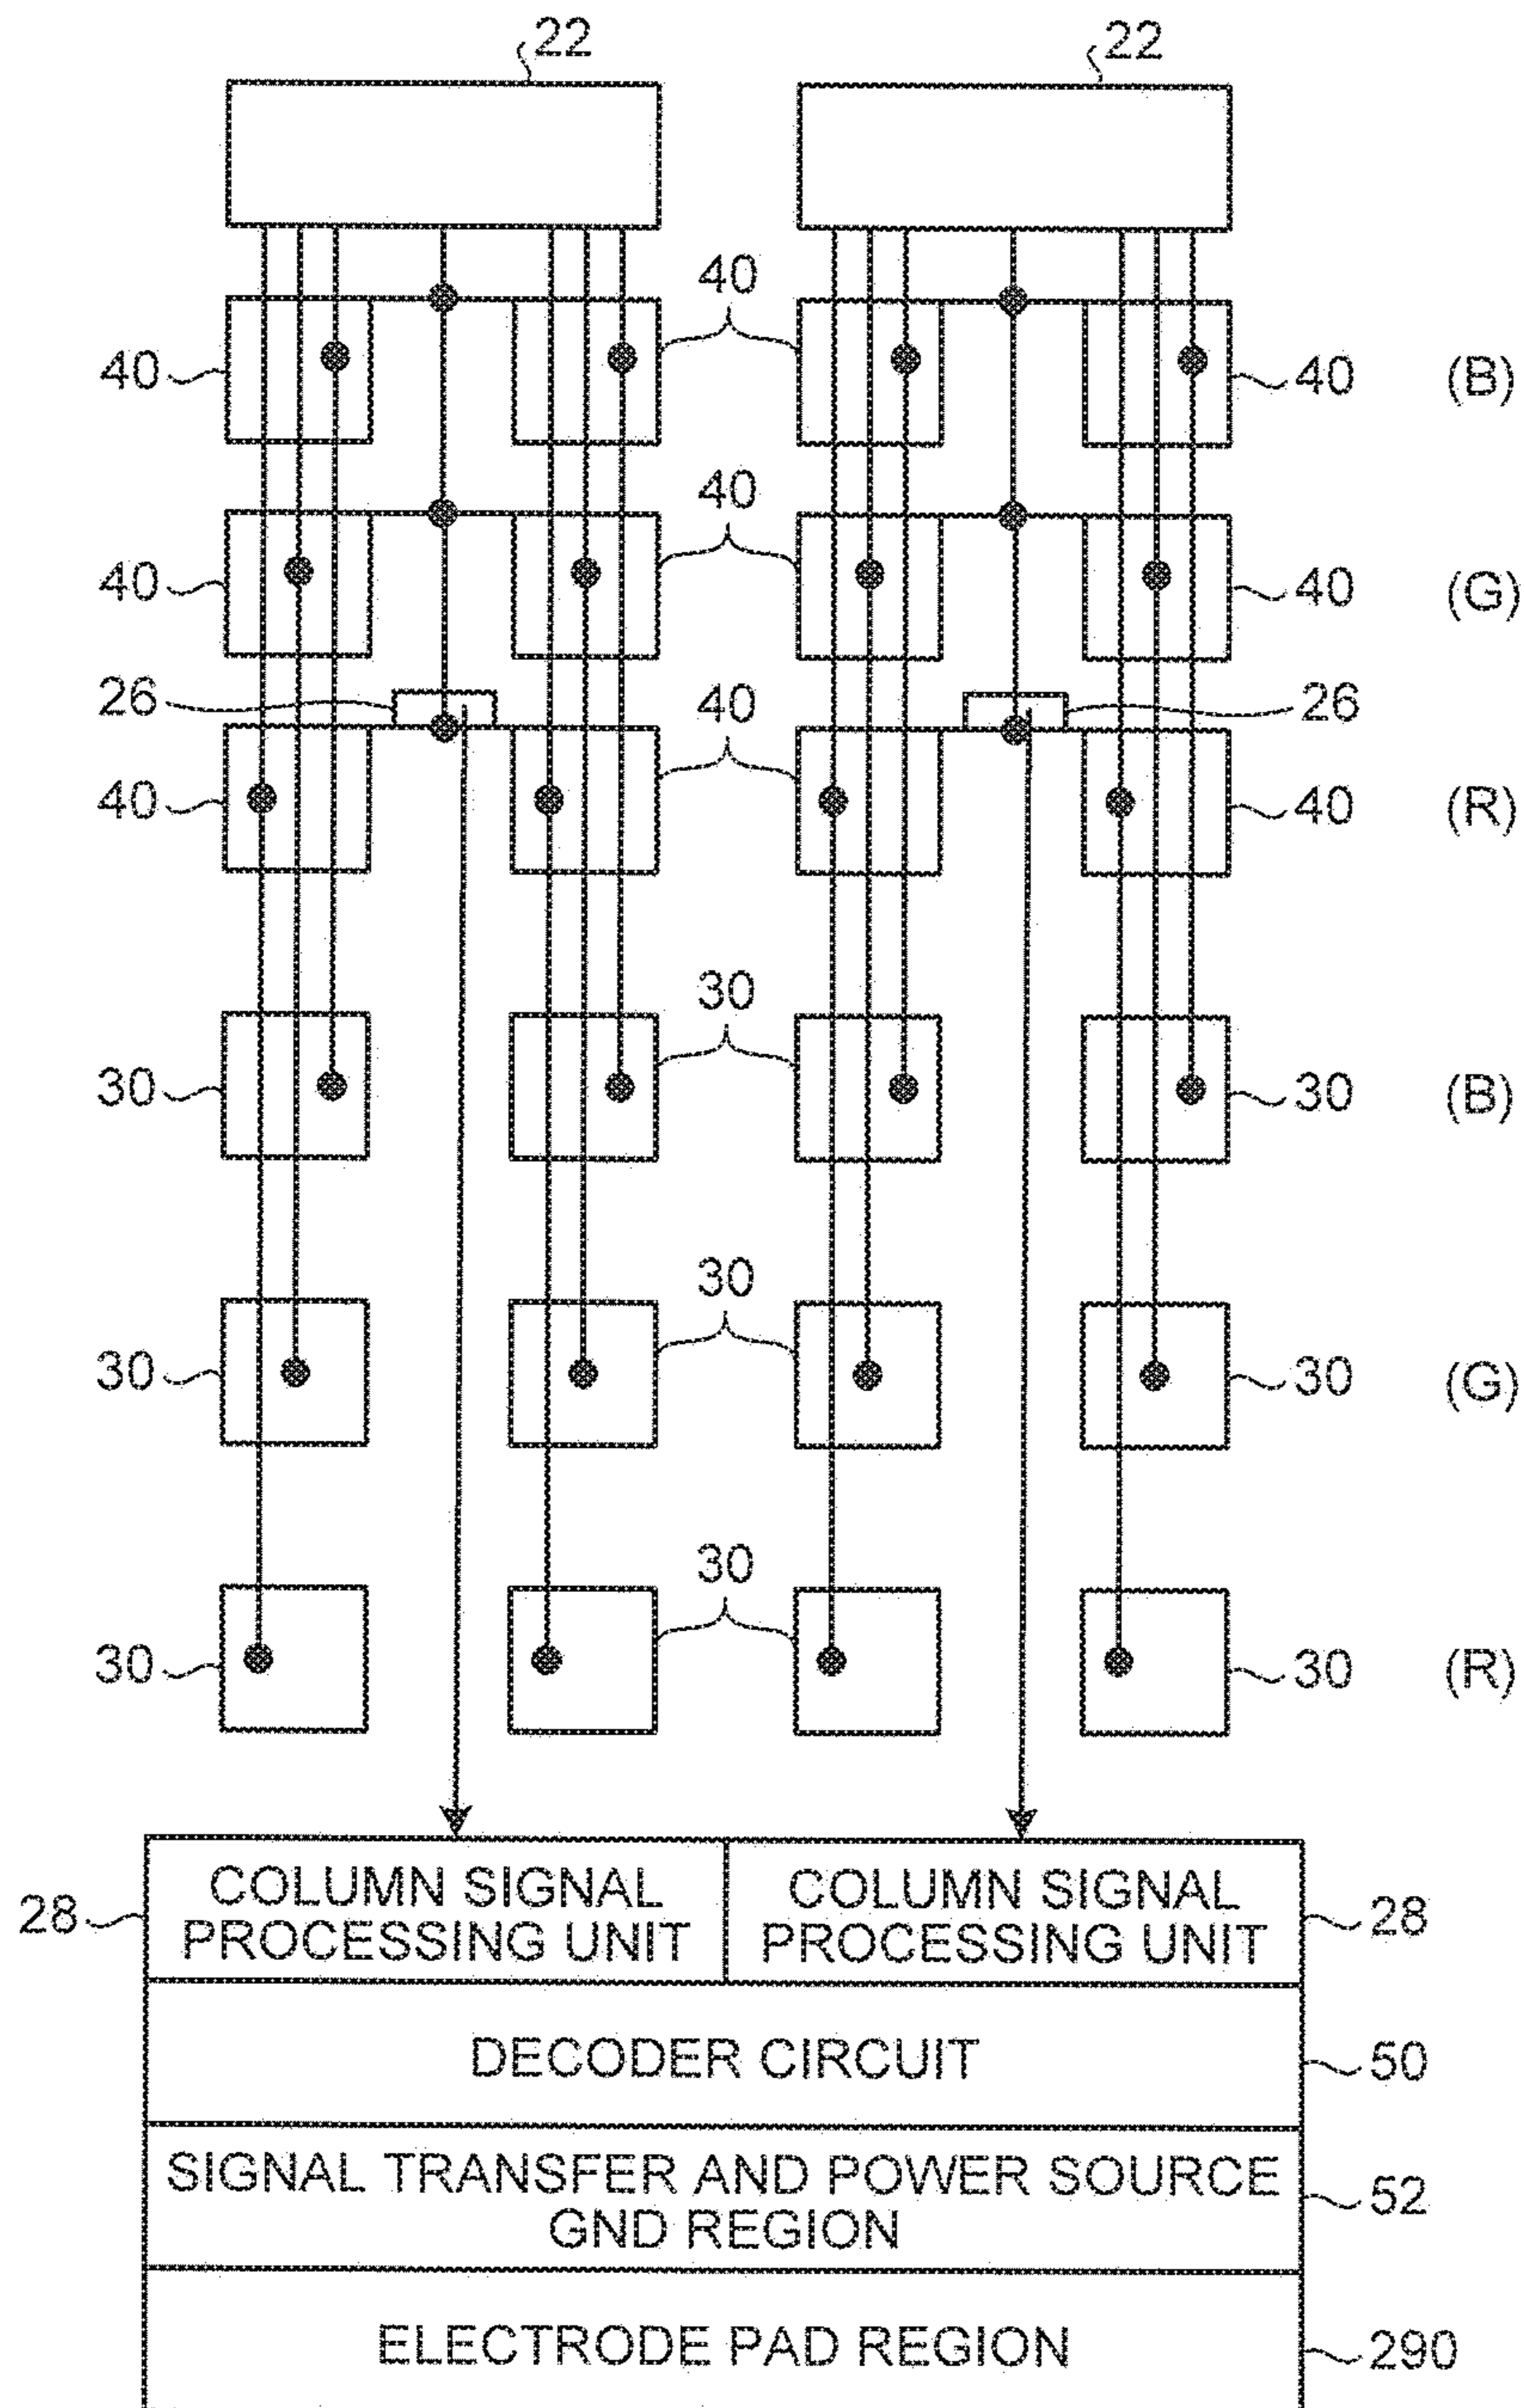 22 22
40
40 40 (B)
40
40 40 (G)
26 40 26
40 40 (R)
30
30 30 (B)
30
30 30 (G)
30
30 30 (R)
28 COLUMN SIGNAL PROCESSING UNIT COLUMN SIGNAL PROCESSING UNIT 28
DECODER CIRCUIT 50
SIGNAL TRANSFER AND POWER SOURCE
GND REGION 52
ELECTRODE PAD REGION 290